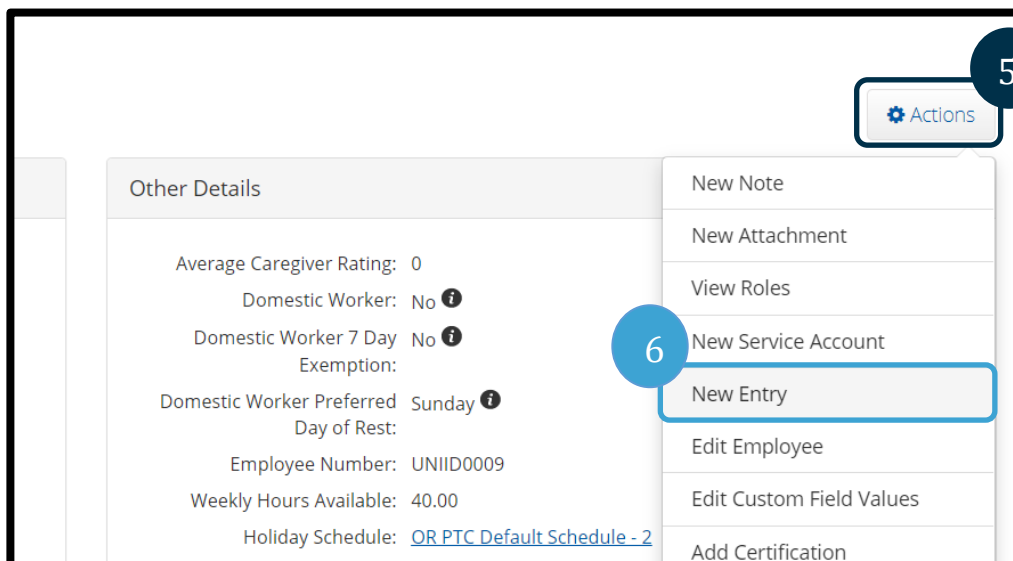 5
Actions
Other Details
Average Caregiver Rating: 0
Domestic Worker: No
Domestic Worker 7 Day No
Exemption:
Domestic Worker Preferred Sunday
Day of Rest:
Employee Number: UNIID0009
Weekly Hours Available: 40.00
Holiday Schedule: OR PTC Default Schedule - 2
New Note
New Attachment
View Roles
New Service Account
6
New Entry
Edit Employee
Edit Custom Field Values
Add Certification